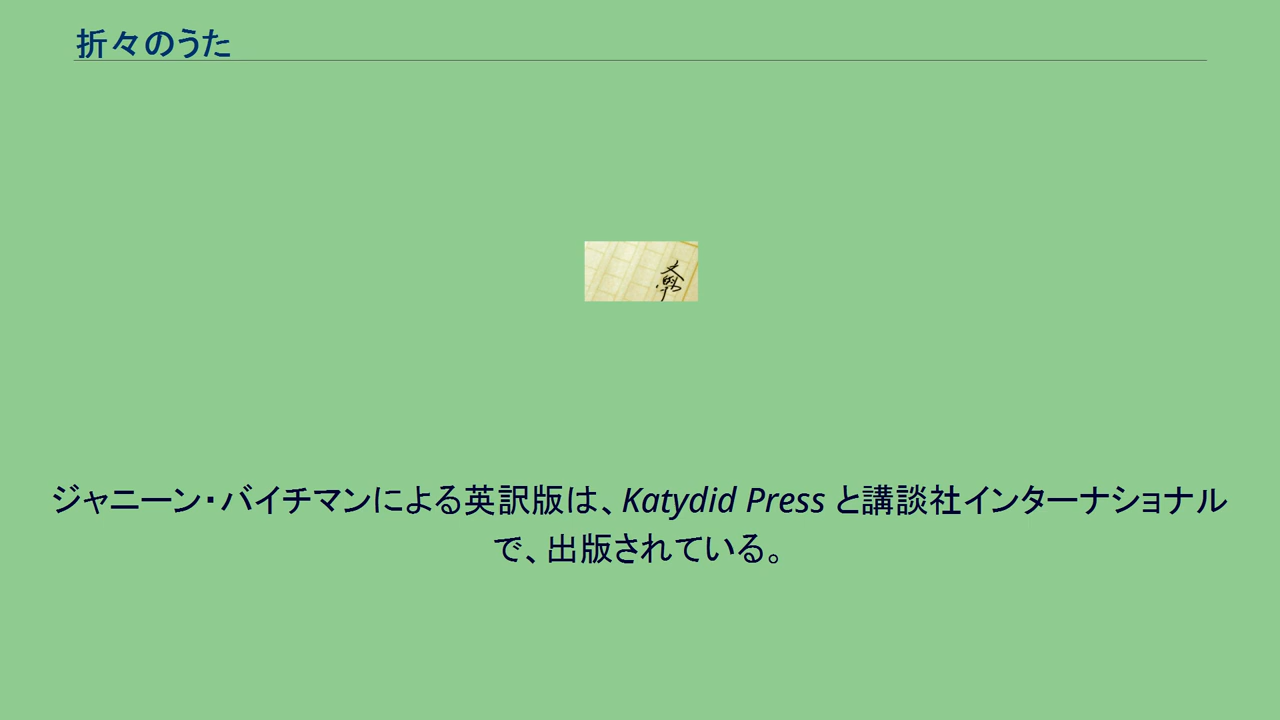 折々のうた
ジャニーン・バイチマンによる英訳版は、Katydid Press と講談社インターナショナル
で、出版されている。